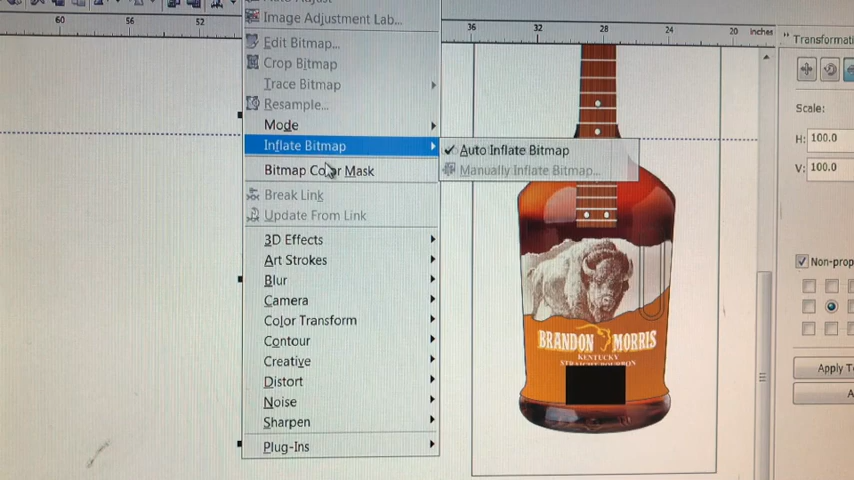 60
56
52
36
32
28
24
20
inches
Image Adjustment Lab...
Edit Bitmap...
Crop Bitmap
Trace Bitmap
Resample...
Mode
Inflate Bitmap
Auto Inflate Bitmap
Manually Inflate Bitmap...
Bitmap Color Mask
Break Link
Update From Link
3D Effects
Art Strokes
Blur
Camera
Color Transform
Contour
Creative
Distort
Noise
Sharpen
Plug-Ins
BRANDON MORRIS
KENTUCKY
STRAIGHT BOURBON
Transformati
Scale:
H: 100.0
V: 100.0
Non-prop
Apply T